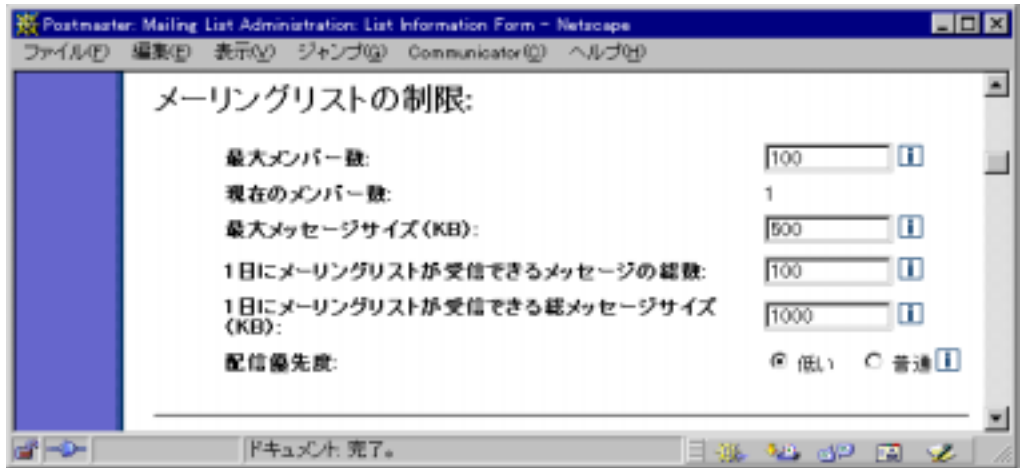 Postmaster: Mailing List Administration: List Information Form - Netscape
ファイル(F) 編集(E) 表示(V) ジャンプ(G) Communicator(C) ヘルプ(H)
メーリングリストの制限:
最大メンバー数: 100
現在のメンバー数: 1
最大メッセージサイズ(KB): 500
1日にメーリングリストが受信できるメッセージの総数: 100
1日にメーリングリストが受信できる総メッセージサイズ
(KB): 1000
配信優先度: 低い 普通
ドキュメント: 完了。